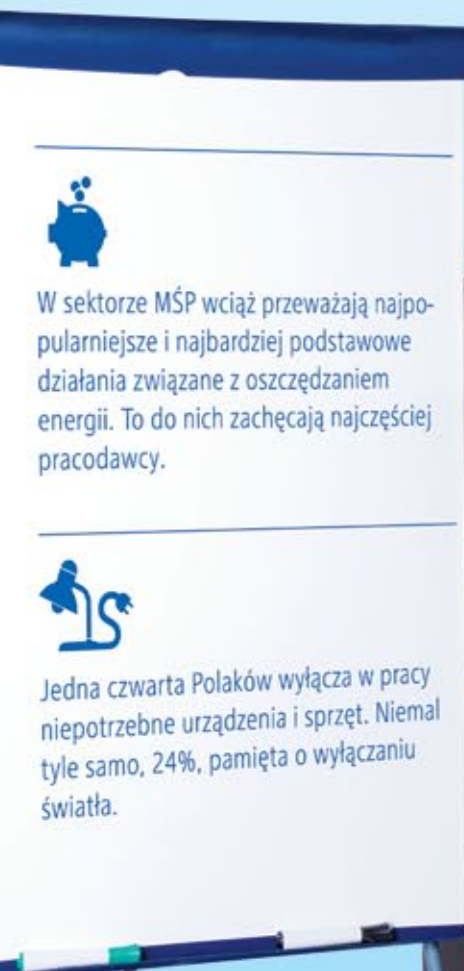 W sektorze MŚP wciąż przeważają najpo-
pularniejsze i najbardziej podstawowe
działania związane z oszczędzaniem
energii. To do nich zachęcają najczęściej
pracodawcy.
Jedna czwarta Polaków wyłącza w pracy
niepotrzebne urządzenia i sprzęt. Niemal
tyle samo, 24%, pamięta o wyłączaniu
światła.